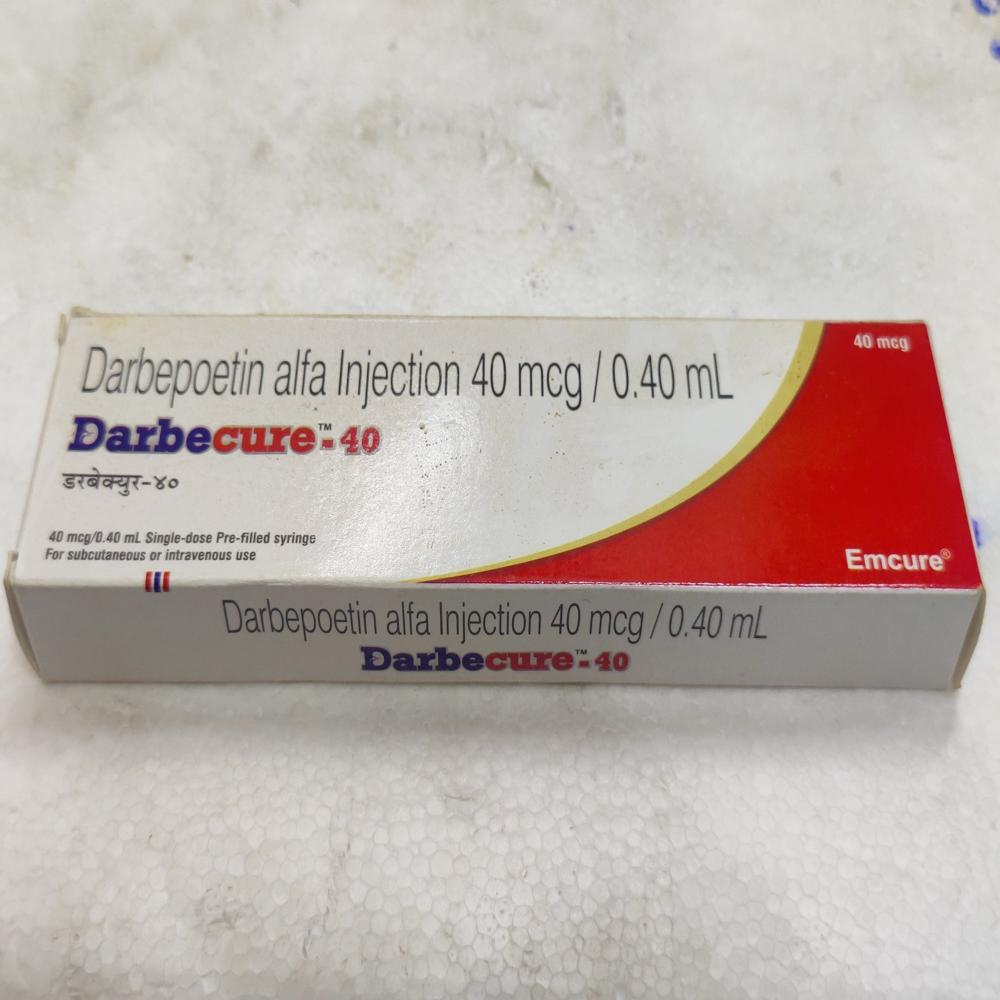 40 mcg
Darbepoetin alfa Injection 40 mcg / 0.40 mL
Darbecure™-40
डरबेक्युर-४०
40 mcg/0.40 mL Single-dose Pre-filled syringe
For subcutaneous or intravenous use
Emcure®
Darbepoetin alfa Injection 40 mcg / 0.40 mL
Darbecure™-40